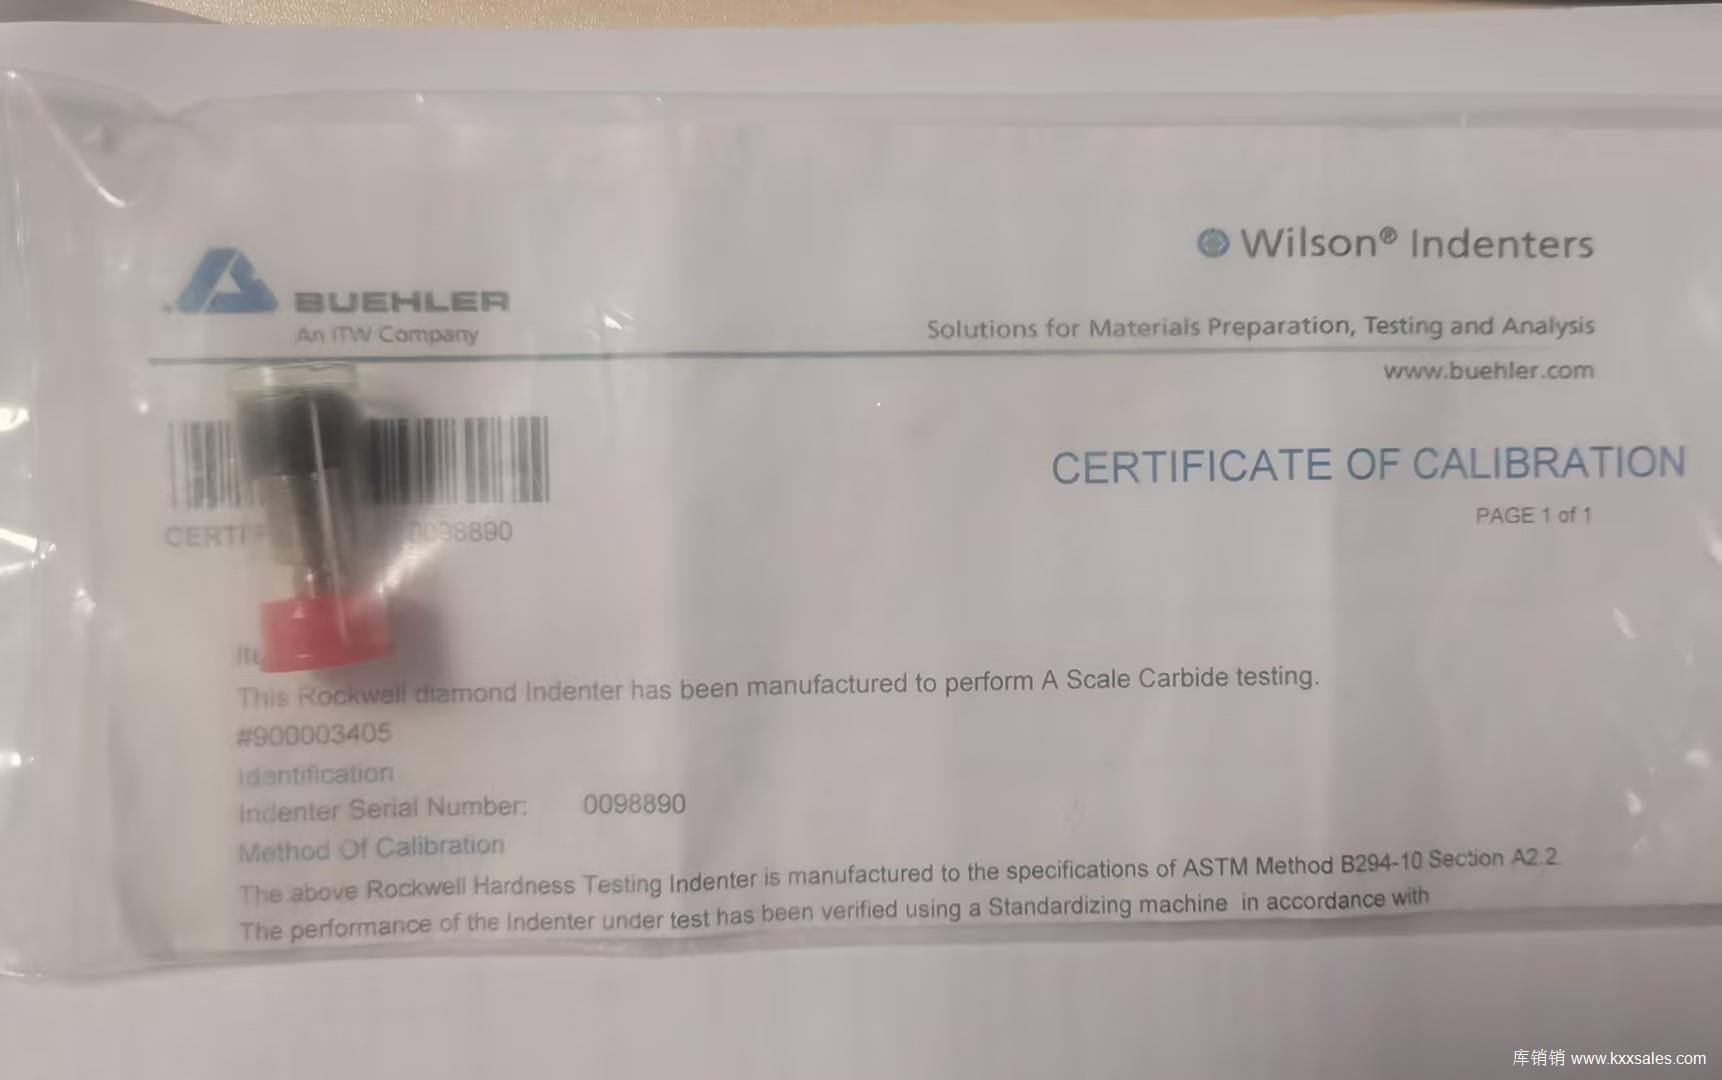 Wilson® Indenters
BUEHLER
An ITW Company
Solutions for Materials Preparation, Testing and Analysis
www.buehler.com
CERTIFICATE OF CALIBRATION
PAGE 1 of 1
CERTIF 0098890
This Rockwell diamond Indenter has been manufactured to perform A Scale Carbide testing.
#900003405
Identification
Indenter Serial Number: 0098890
Method Of Calibration
The above Rockwell Hardness Testing Indenter is manufactured to the specifications of ASTM Method B294-10 Section A2.2.
The performance of the Indenter under test has been verified using a Standardizing machine in accordance with
库销销 www.kxxsales.com